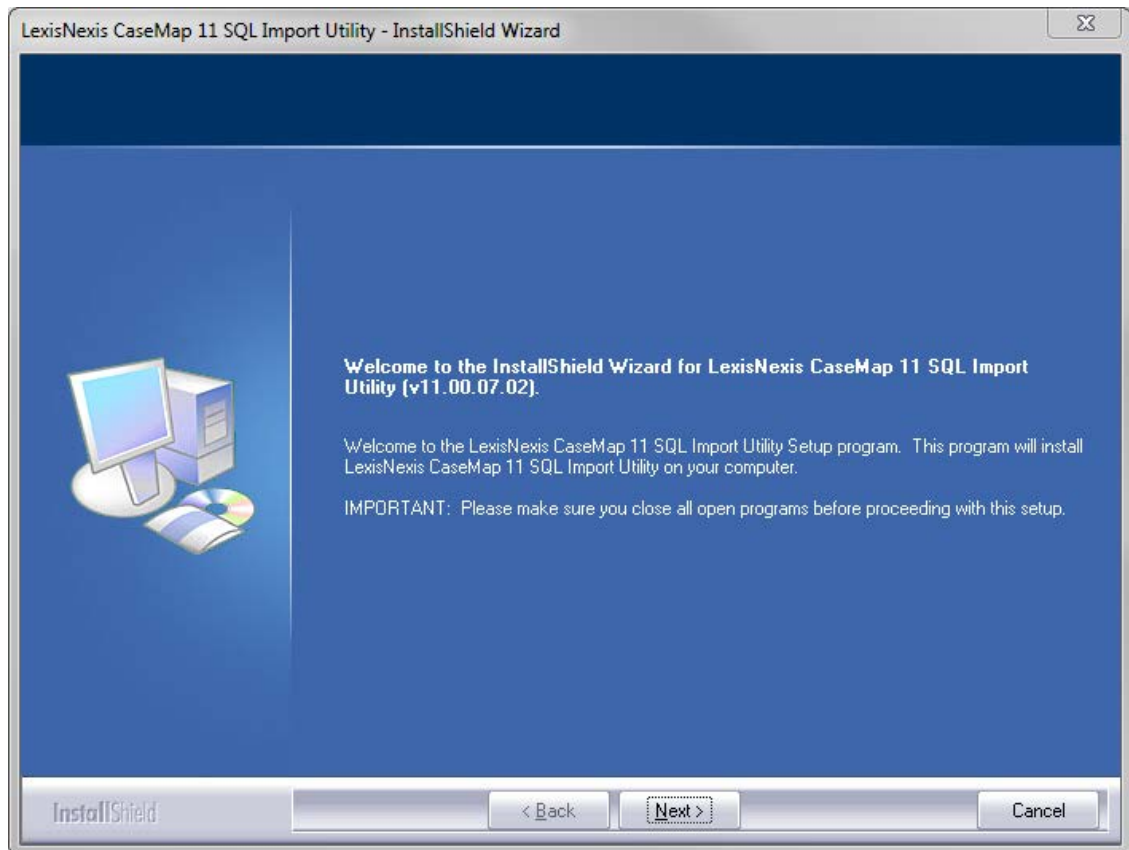 LexisNexis CaseMap 11 SQL Import Utility - InstallShield Wizard
Welcome to the InstallShield Wizard for LexisNexis CaseMap 11 SQL Import
Utility (v11.00.07.02).
Welcome to the LexisNexis CaseMap 11 SQL Import Utility Setup program.  This program will install
LexisNexis CaseMap 11 SQL Import Utility on your computer.
IMPORTANT:  Please make sure you close all open programs before proceeding with this setup.
InstallShield
< Back
Next >
Cancel